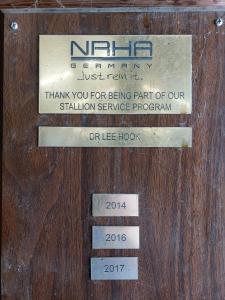 NRHA
GERMANY
Just rein it.
THANK YOU FOR BEING PART OF OUR
STALLION SERVICE PROGRAM
DR LEE HOOK
2014
2016
2017